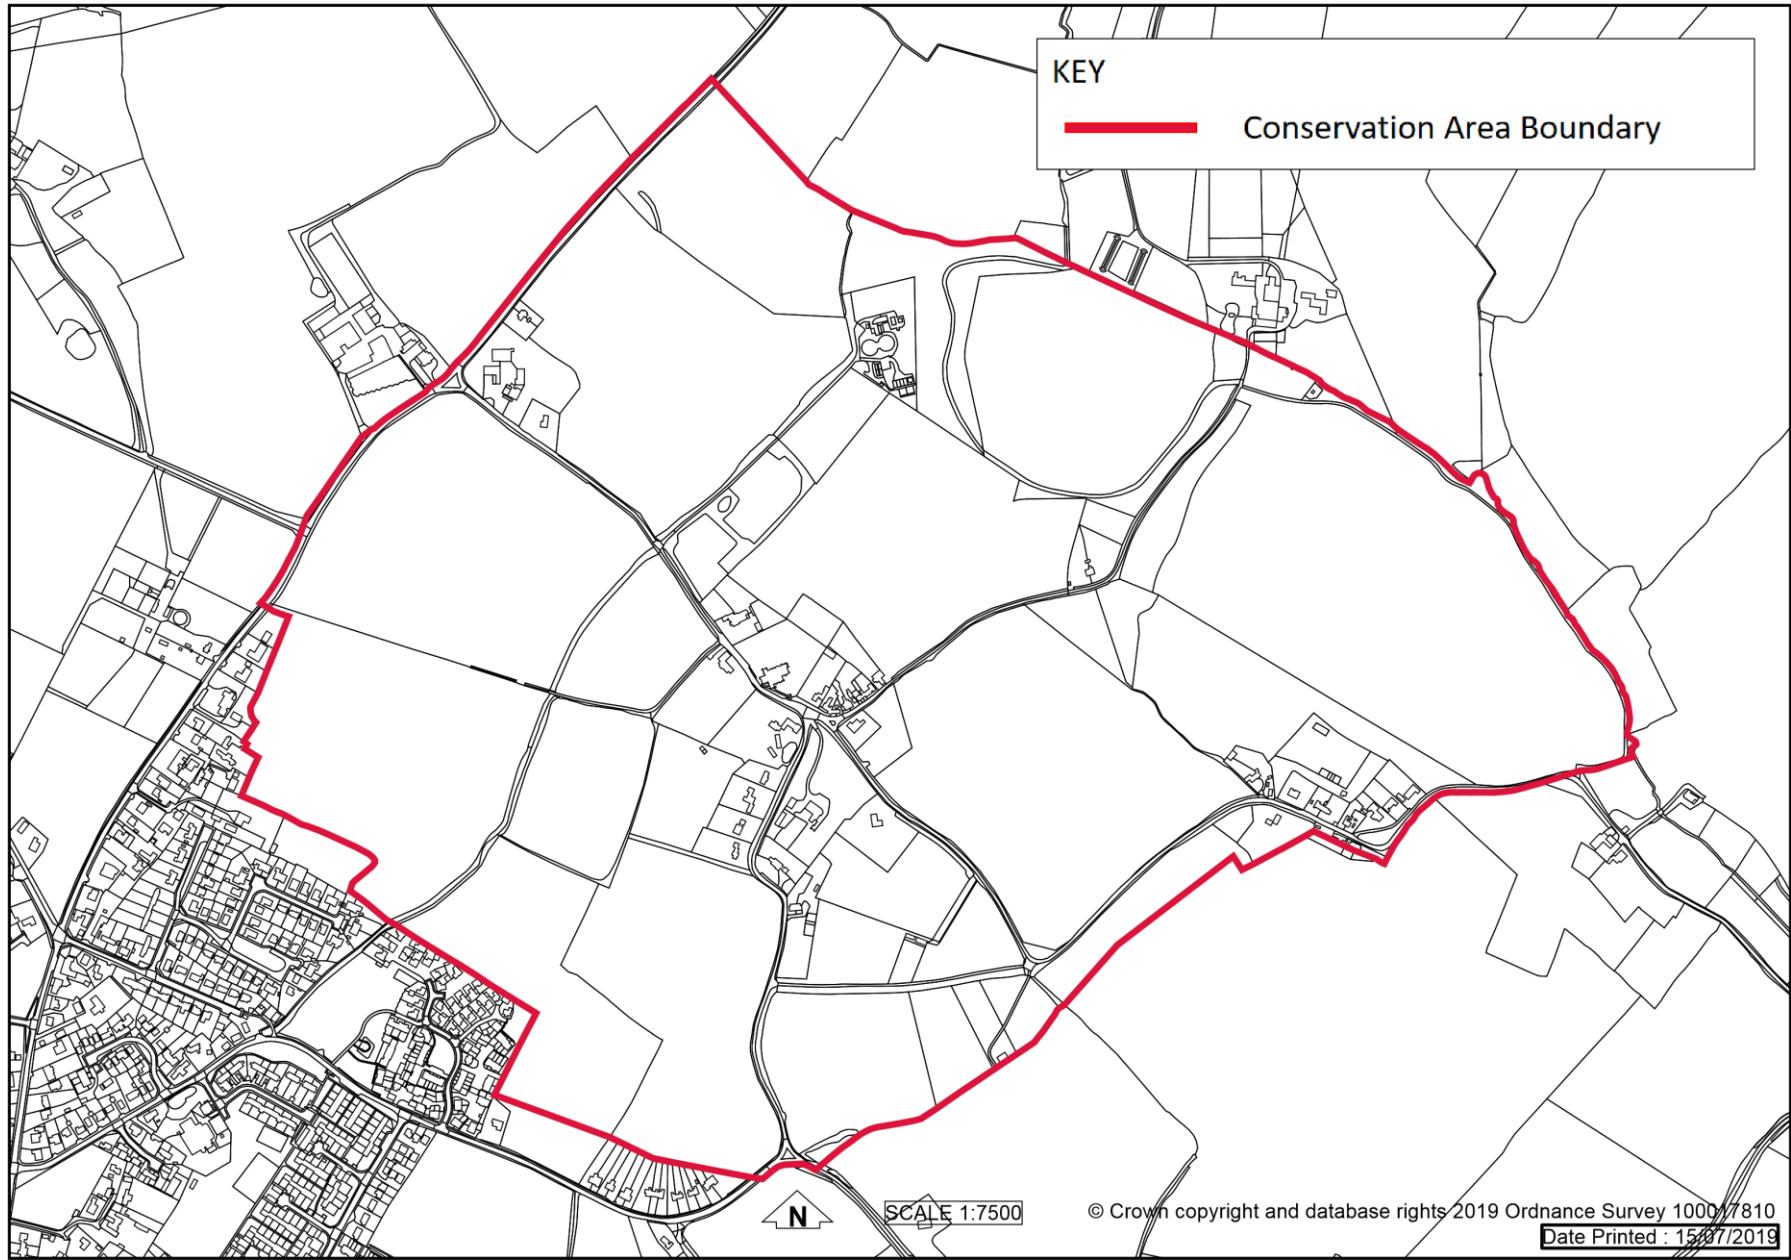 KEY
Conservation Area Boundary
N
SCALE 1:7500
© Crown copyright and database rights 2019 Ordnance Survey 100017810
Date Printed : 15/07/2019